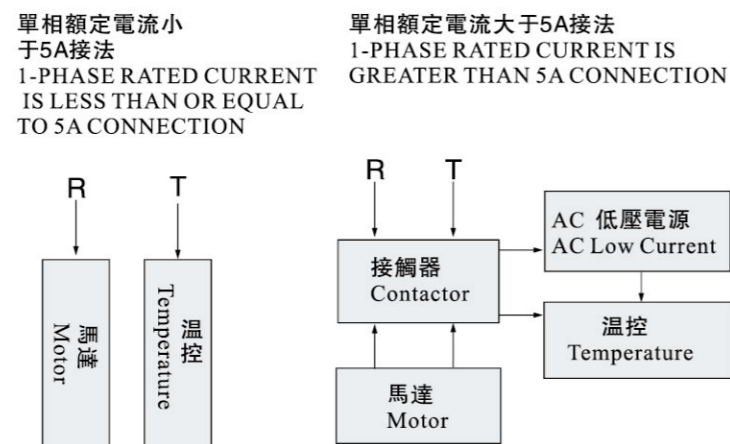 單相額定電流小
于5A接法
1-PHASE RATED CURRENT
IS LESS THAN OR EQUAL
TO 5A CONNECTION
R
T
馬達
Motor
温控
Temperature
單相額定電流大于5A接法
1-PHASE RATED CURRENT IS
GREATER THAN 5A CONNECTION
R
T
接觸器
Contactor
AC 低壓電源
AC Low Current
温控
Temperature
馬達
Motor